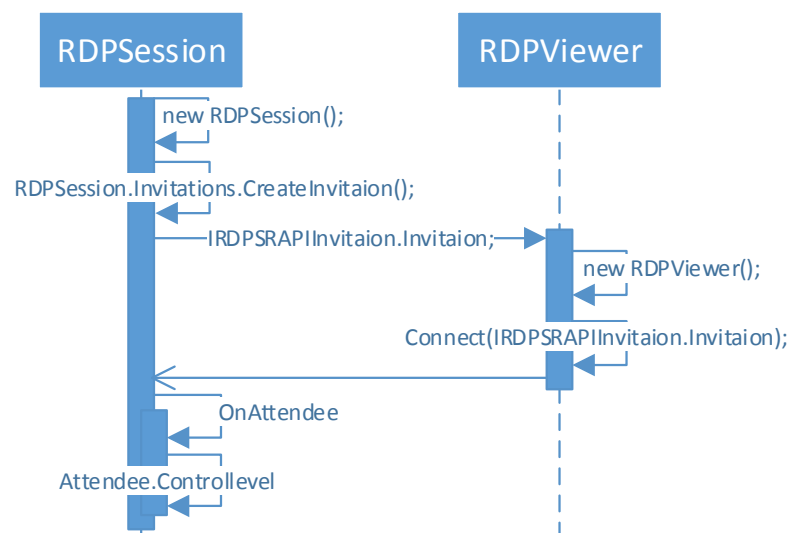 RDPSession
RDPViewer
new RDPSession();
RDPSession.Invitations.CreateInvitaion();
IRDPSRAPIInvitaion.Invitaion;
new RDPViewer();
Connect(IRDPSRAPIInvitaion.Invitaion);
OnAttendee
Attendee.Controllevel